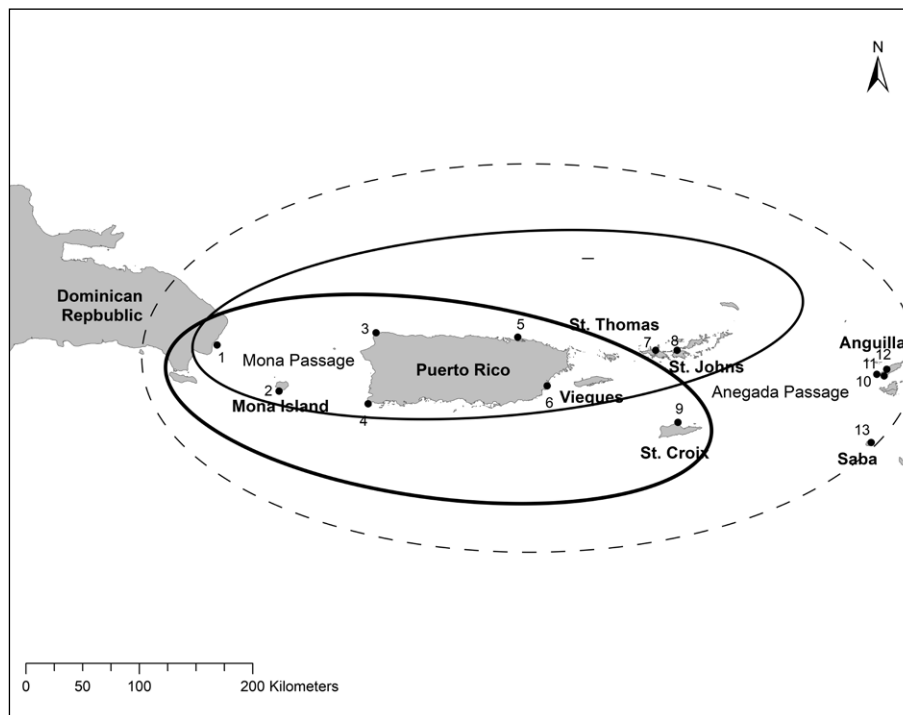 N
Dominican
Repbublic
1
Mona Passage
2
Mona Island
3
4
Puerto Rico
5
6
Vieques
St. Thomas
7
8
St. Johns
9
St. Croix
Anegada Passage
Anguilla
12
11
10
13
Saba
0 50 100 200 Kilometers